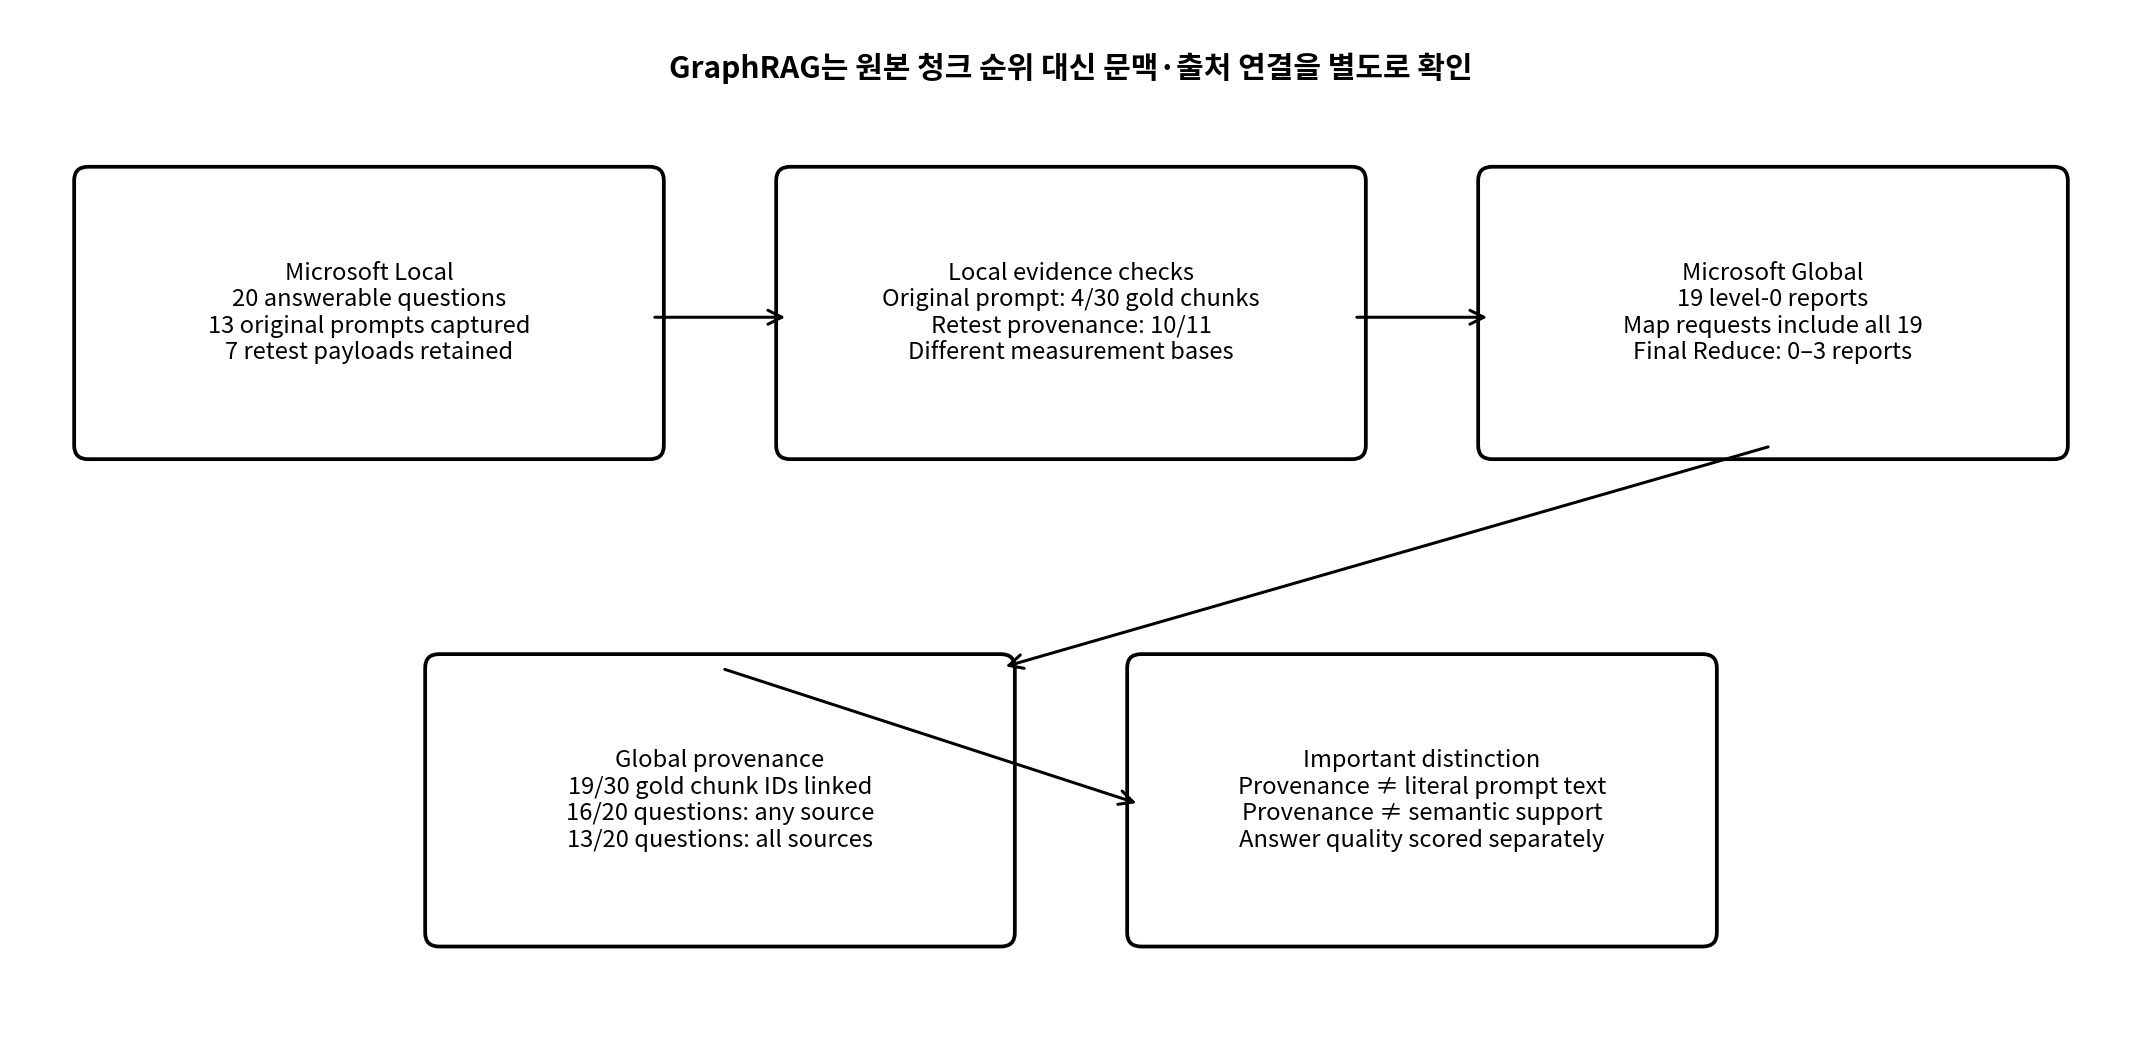 GraphRAG는 원본 청크 순위 대신 문맥·출처 연결을 별도로 확인
Microsoft Local
20 answerable questions
13 original prompts captured
7 retest payloads retained
Local evidence checks
Original prompt: 4/30 gold chunks
Retest provenance: 10/11
Different measurement bases
Microsoft Global
19 level-0 reports
Map requests include all 19
Final Reduce: 0–3 reports
Global provenance
19/30 gold chunk IDs linked
16/20 questions: any source
13/20 questions: all sources
Important distinction
Provenance ≠ literal prompt text
Provenance ≠ semantic support
Answer quality scored separately